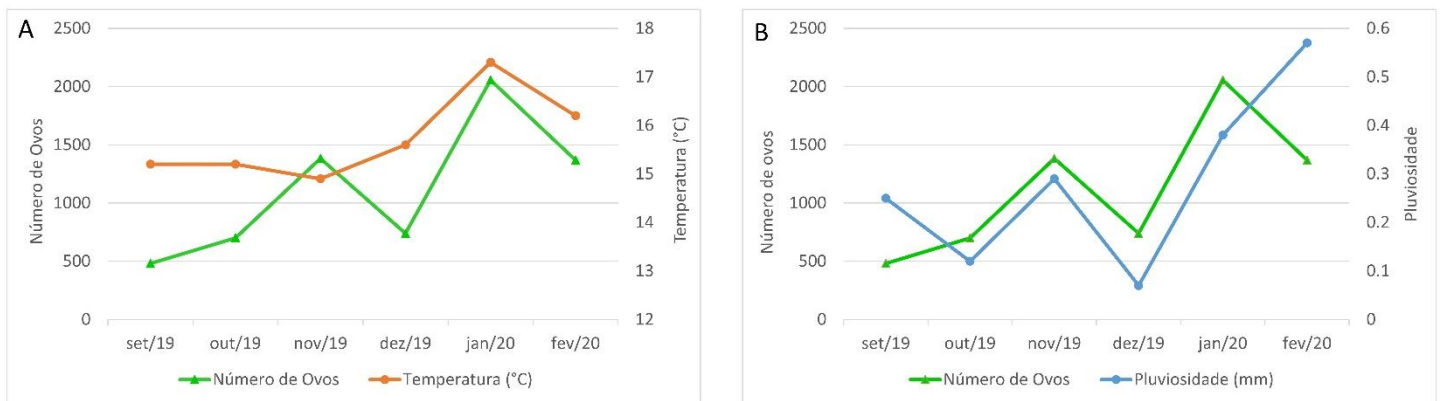 A
Número de Ovos
2500
2000
1500
1000
500
0
18
17
16
15
14
13
12
Temperatura (°C)
set/19 out/19 nov/19 dez/19 jan/20 fev/20
Número de Ovos Temperatura (°C)
B
Número de ovos
2500
2000
1500
1000
500
0
0.6
0.5
0.4
0.3
0.2
0.1
0
Pluviosidade
set/19 out/19 nov/19 dez/19 jan/20 fev/20
Número de Ovos Pluviosidade (mm)